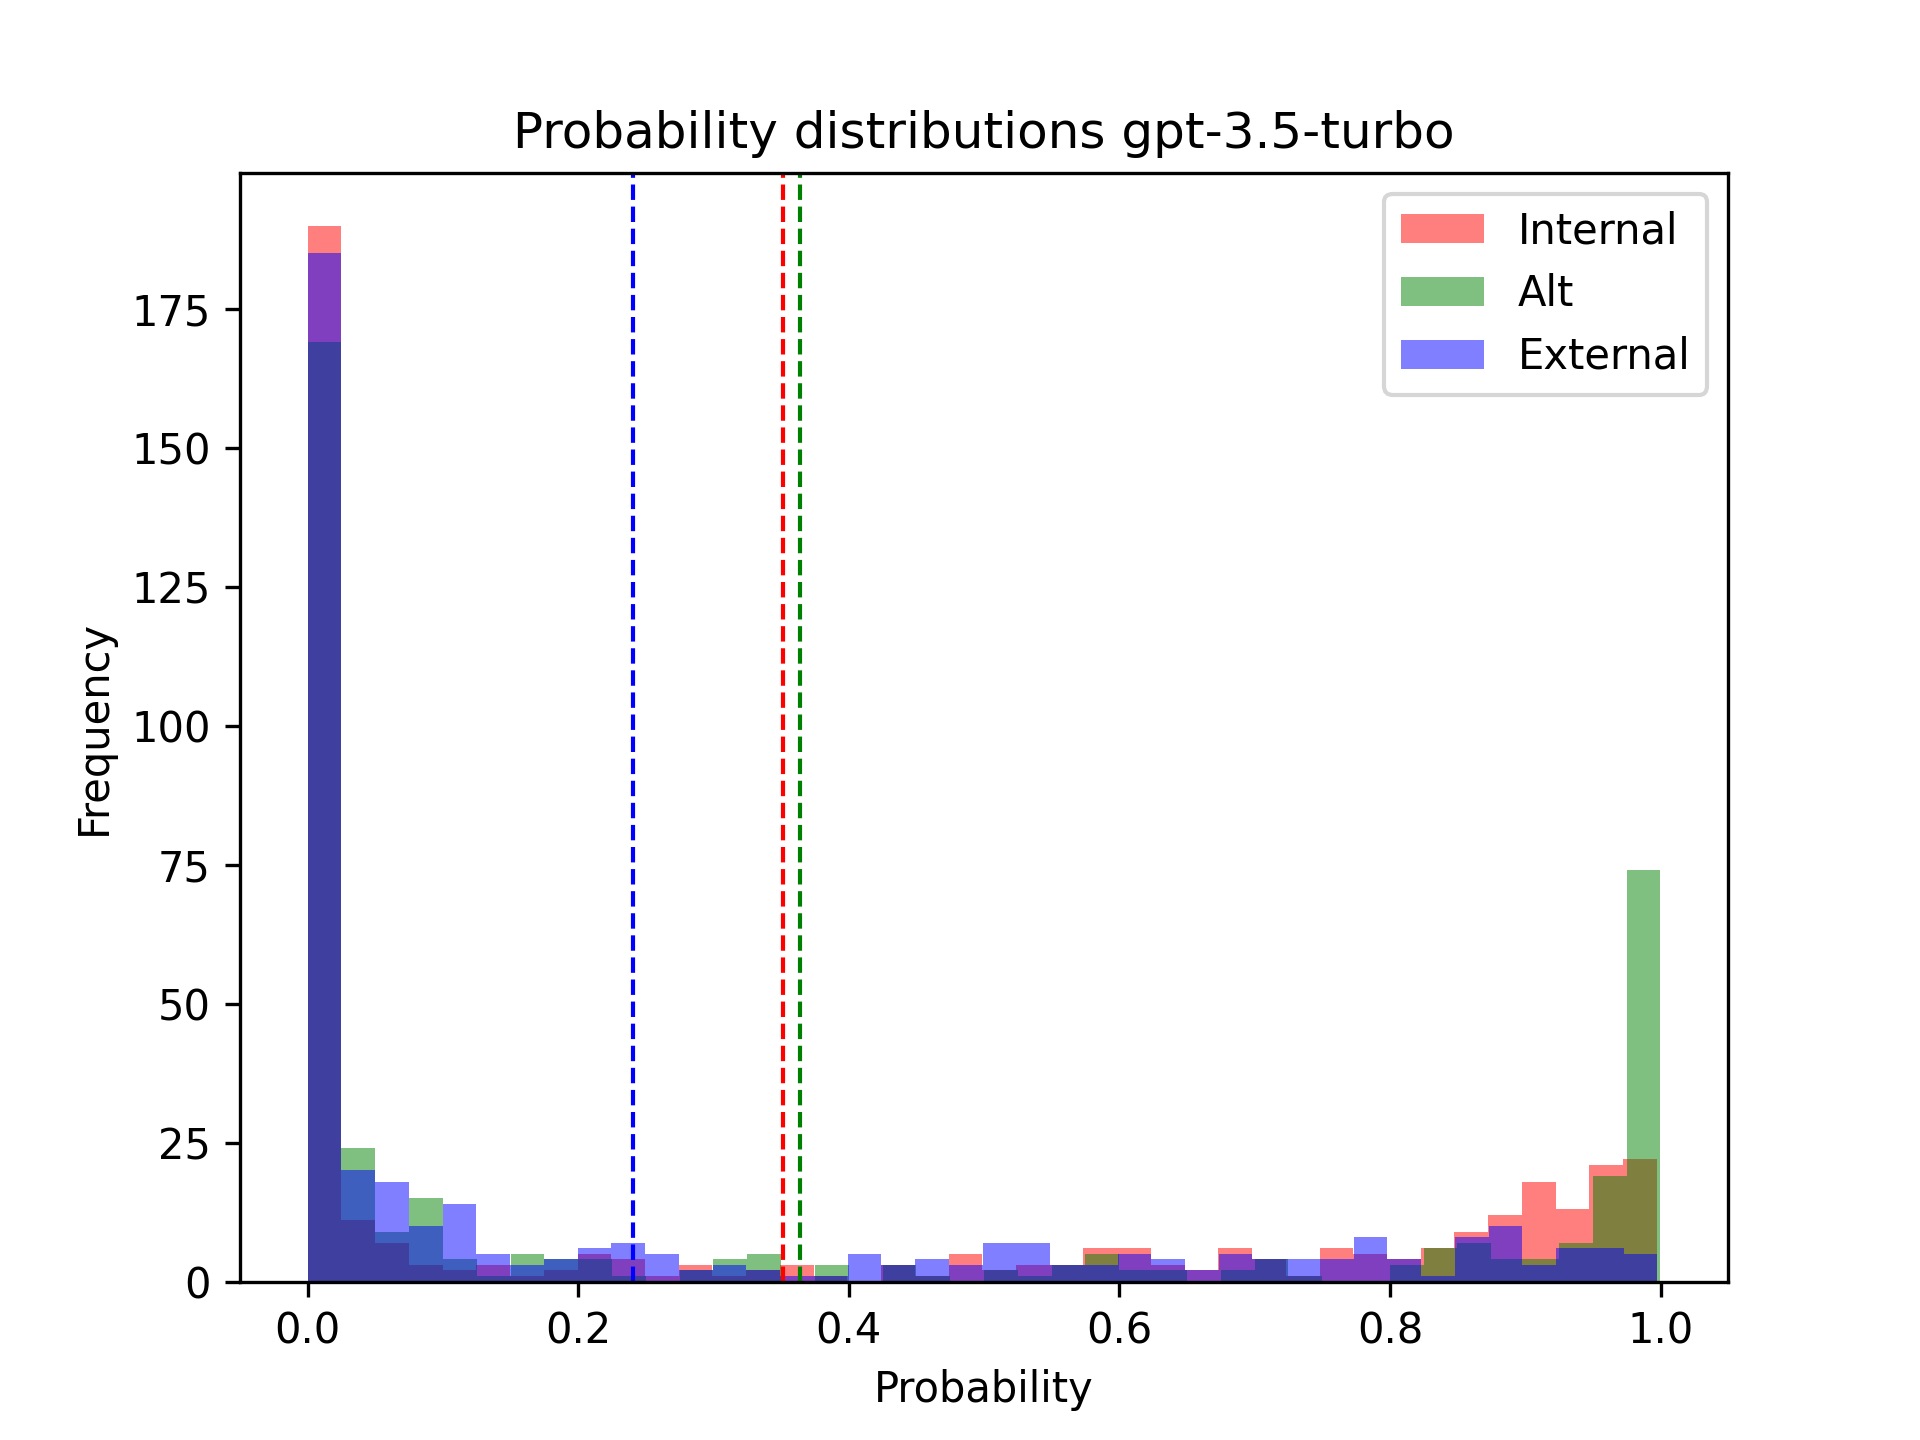 Probability distributions gpt-3.5-turbo
Internal
Alt
External
Frequency
175
150
125
100
75
50
25
0
0.0 0.2 0.4 0.6 0.8 1.0
Probability